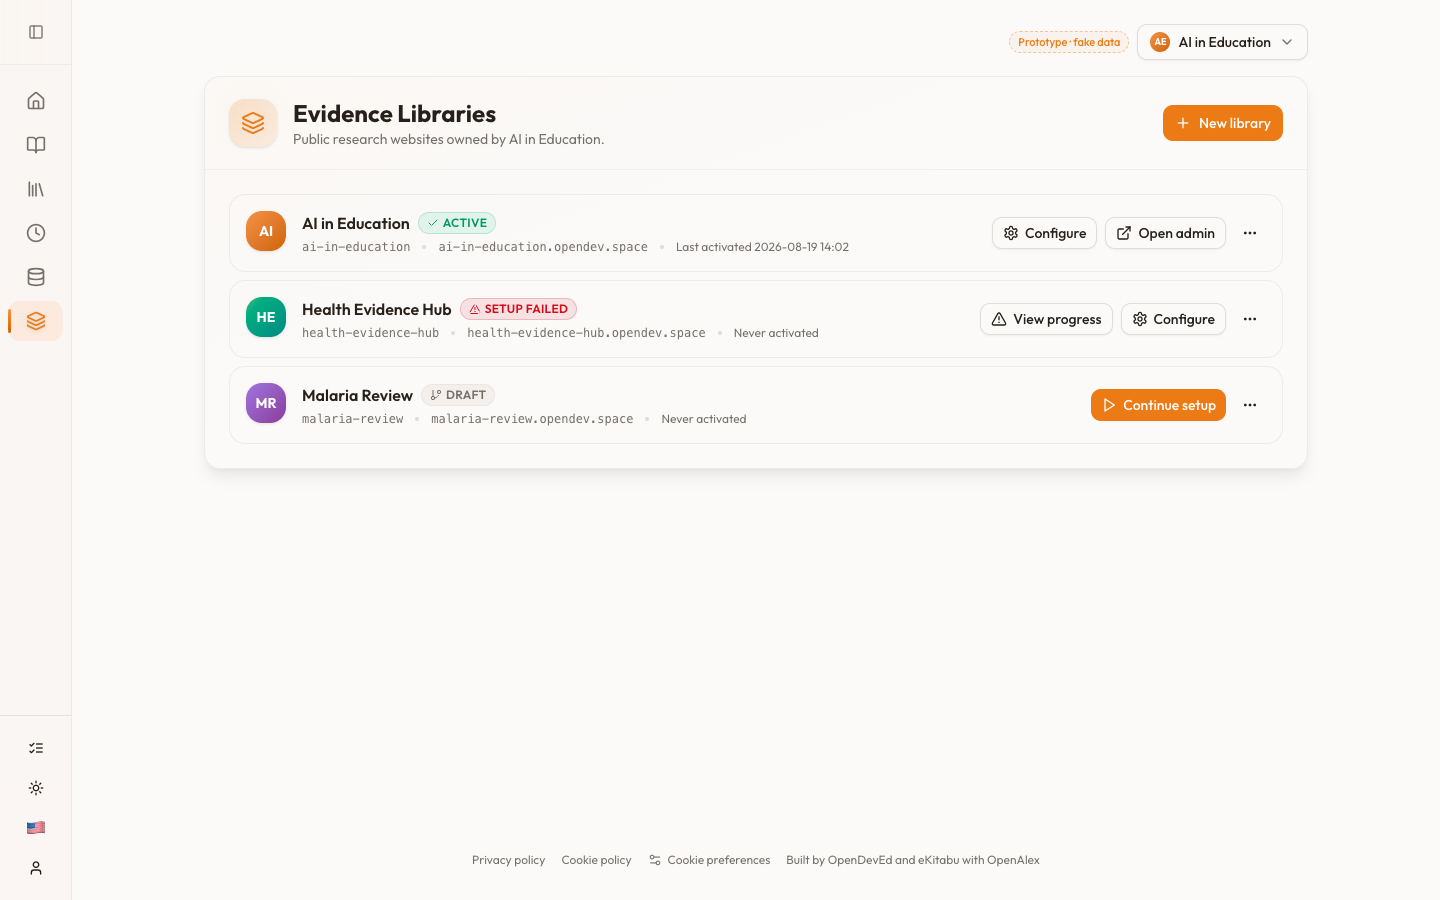 Prototype · fake data
AE AI in Education
Evidence Libraries
Public research websites owned by AI in Education.
New library
AI
AI in Education ACTIVE
ai-in-education • ai-in-education.opendev.space • Last activated 2026-08-19 14:02
Configure Open admin
HE
Health Evidence Hub SETUP FAILED
health-evidence-hub • health-evidence-hub.opendev.space • Never activated
View progress Configure
MR
Malaria Review DRAFT
malaria-review • malaria-review.opendev.space • Never activated
Continue setup
Privacy policy Cookie policy Cookie preferences Built by OpenDevEd and eKitabu with OpenAlex